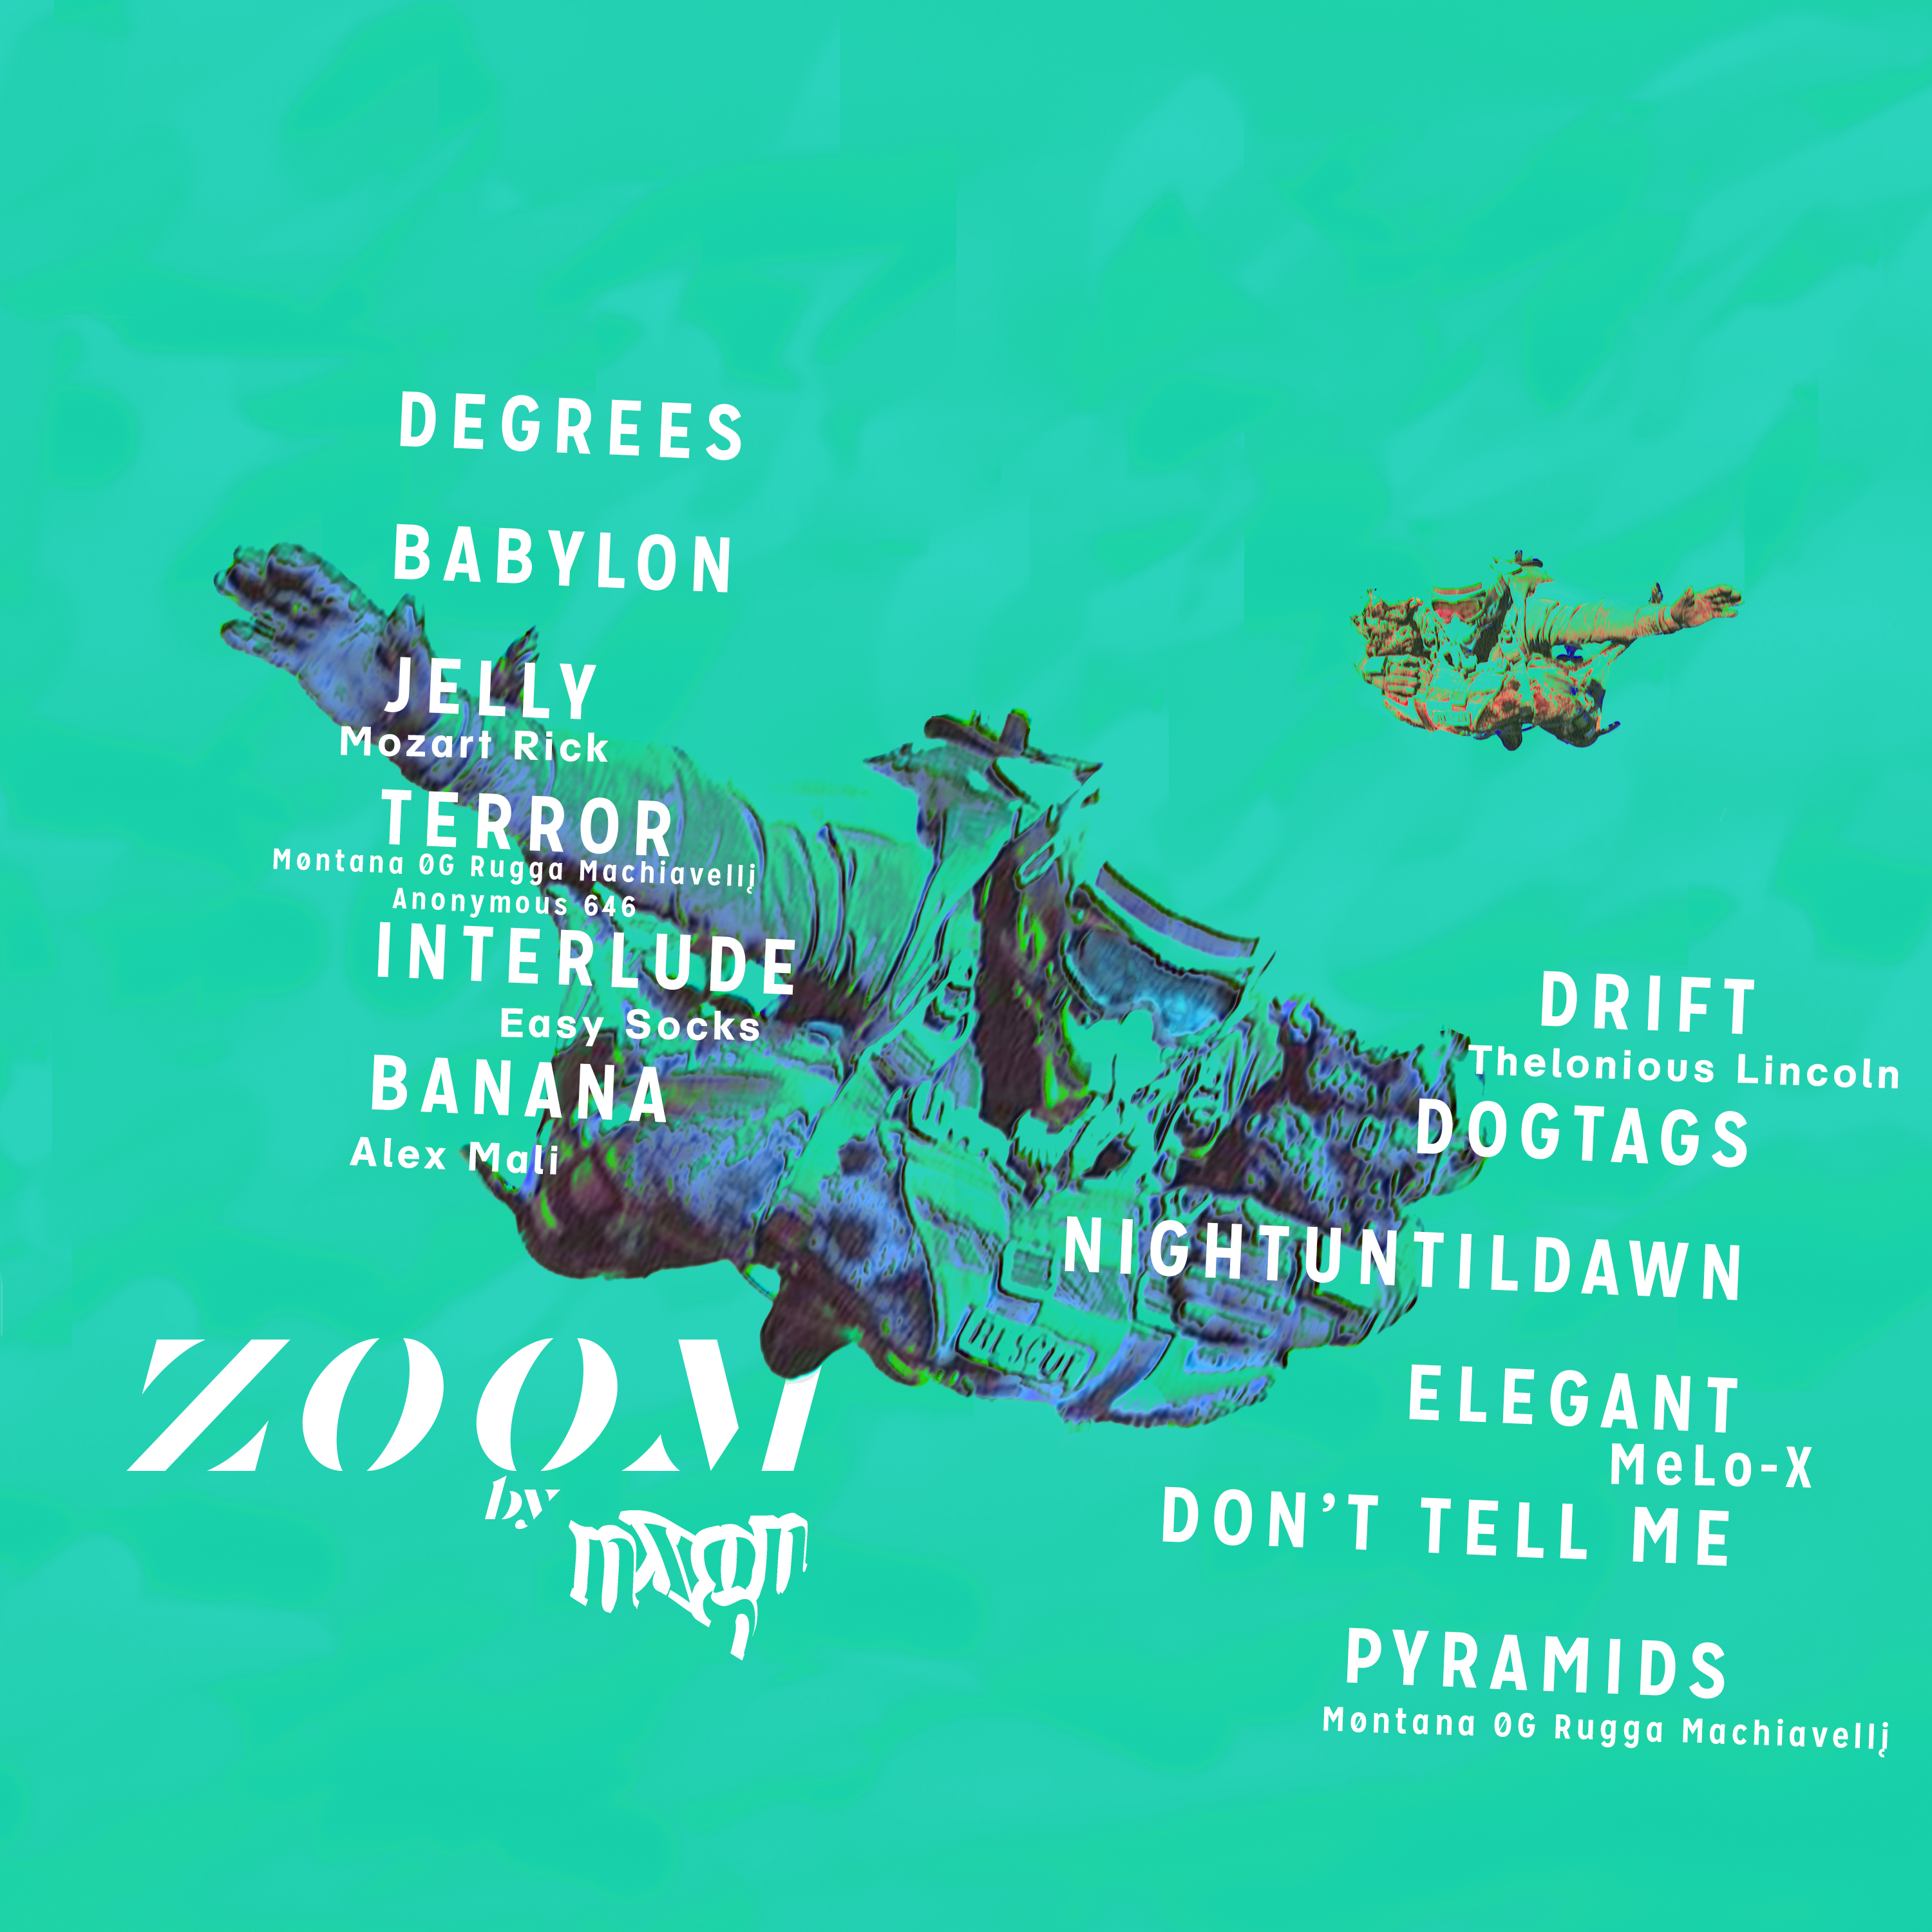 DEGREES
BABYLON
JELLY
Mozart Rick
TERROR
Møntana ØG Rugga Machiavellį
Anonymous 646
INTERLUDE
Easy Socks
BANANA
Alex Mali
DRIFT
Thelonious Lincoln
DOGTAGS
NIGHTUNTILDAWN
ELEGANT
MeLo-X
DON’T TELL ME
PYRAMIDS
Møntana ØG Rugga Machiavellį
ZOOM
by